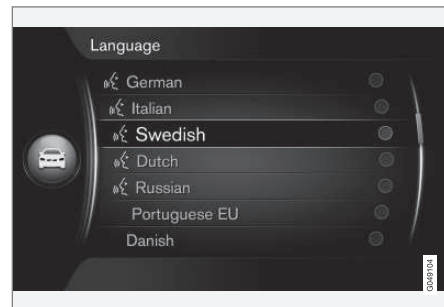 Language
German
Italian
Swedish
Dutch
Russian
Portuguese EU
Danish
G049104